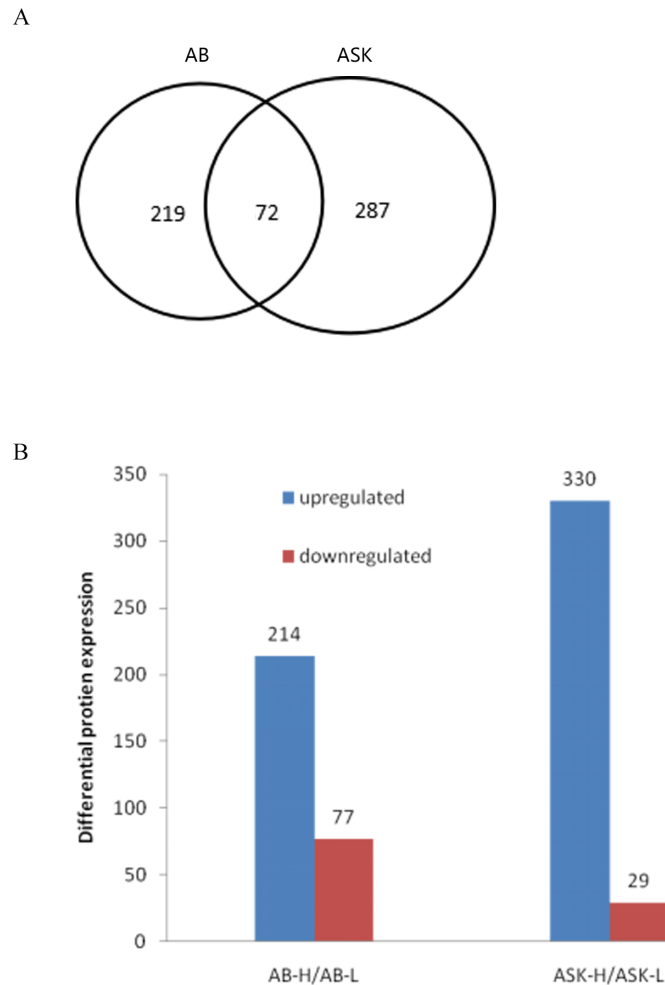 A
AB ASK
219 72 287
B
350
300
250
200
150
100
50
0
Differential protien expression
upregulated
downregulated
214
77
330
29
AB-H/AB-L
ASK-H/ASK-L